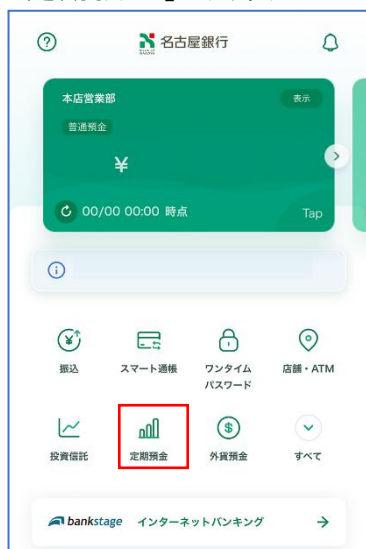 名古屋銀行
本店営業部
表示
普通預金
¥
00/00 00:00 時点
Tap
振込
スマート通帳
ワンタイム
パスワード
店舗・ATM
投資信託
定期預金
外貨預金
すべて
bankstage インターネットバンキング